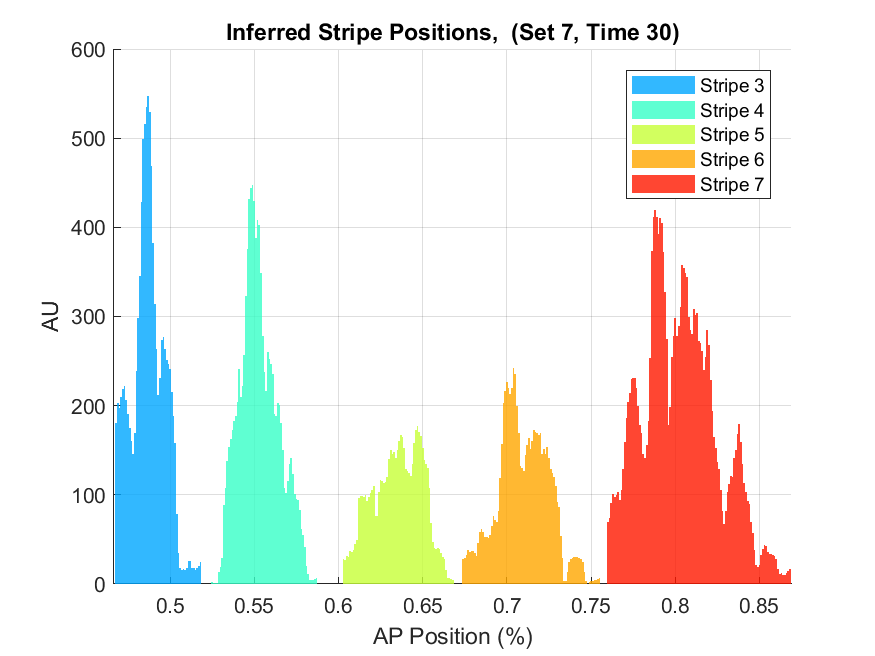 Inferred Stripe Positions,  (Set 7, Time 30)
600
500
400
300
200
100
0
AU
Stripe 3
Stripe 4
Stripe 5
Stripe 6
Stripe 7
0.5 0.55 0.6 0.65 0.7 0.75 0.8 0.85
AP Position (%)